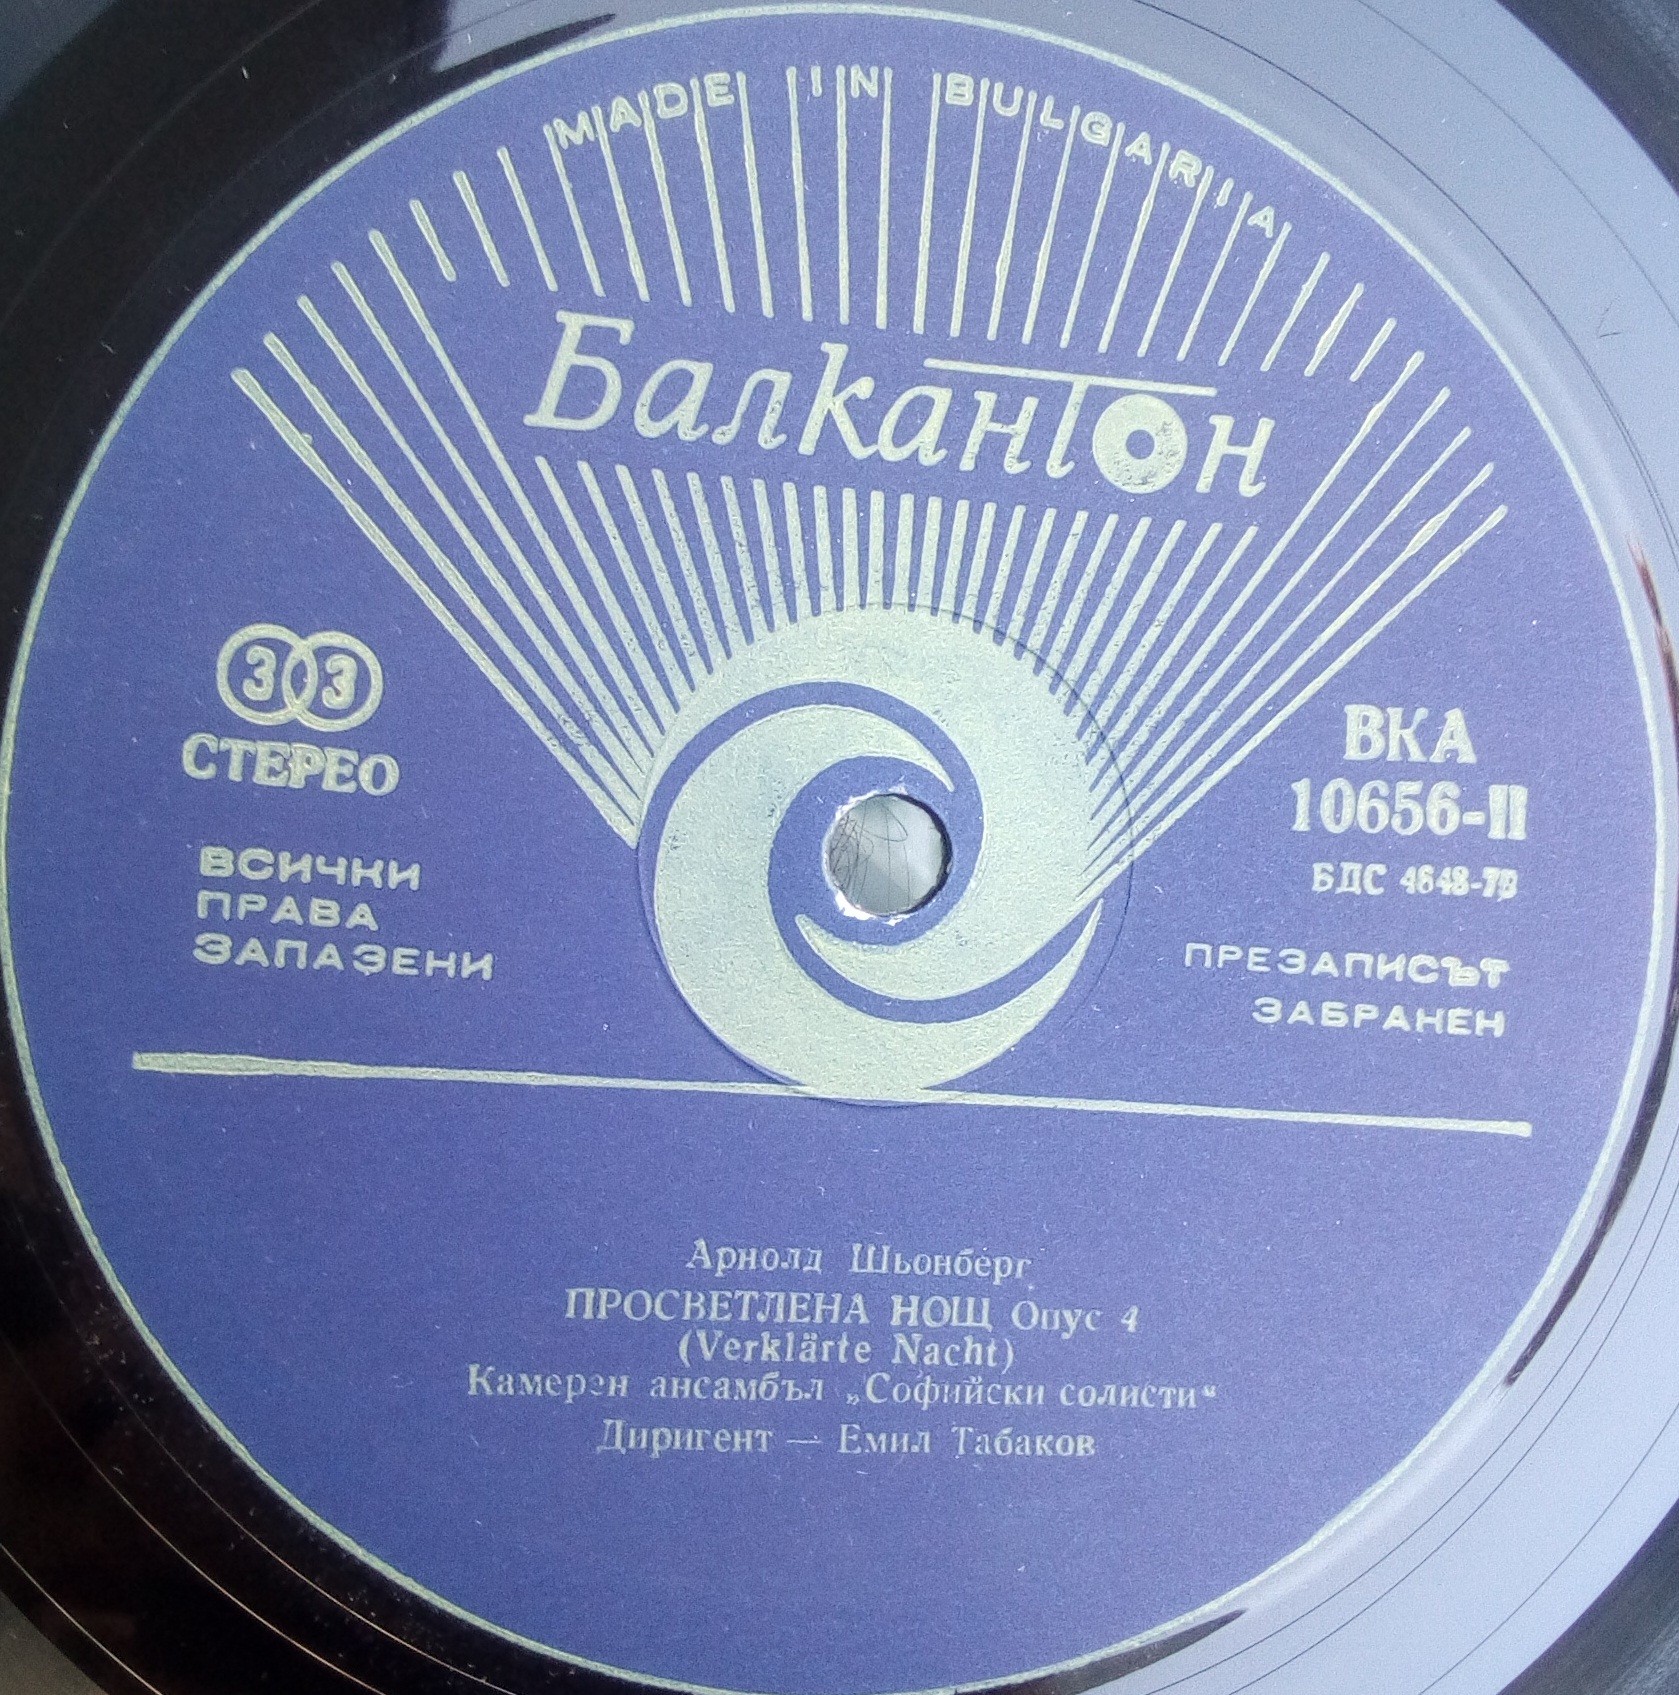 MADE IN BULGARIA
Балкантон
33
СТЕРЕО
ВСИЧКИ
ПРАВА
ЗАПАЗЕНИ
ВКА
10656-II
БДС 4648-73
ПРЕЗАПИСЪТ
ЗАБРАНЕН
Арнолд Шьонберг
ПРОСВЕТЛЕНА НОЩ Опус 4
(Verklärte Nacht)
Камерен ансамбъл „Софийски солисти“
Диригент — Емил Табаков